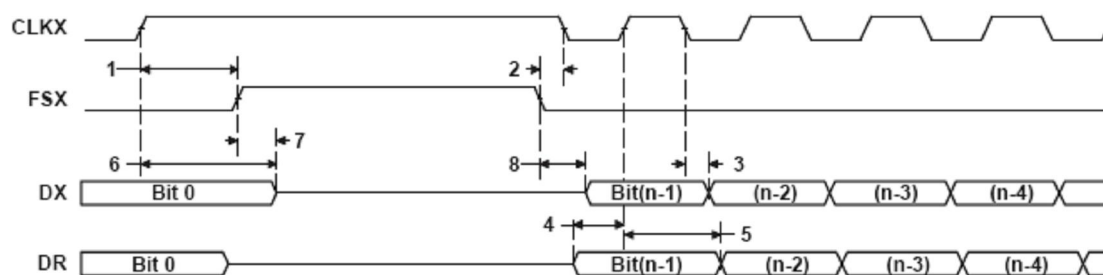 CLKX
1
2
FSX
7
6
8
3
DX
Bit 0
Bit(n-1)
(n-2)
(n-3)
(n-4)
4
5
DR
Bit 0
Bit(n-1)
(n-2)
(n-3)
(n-4)